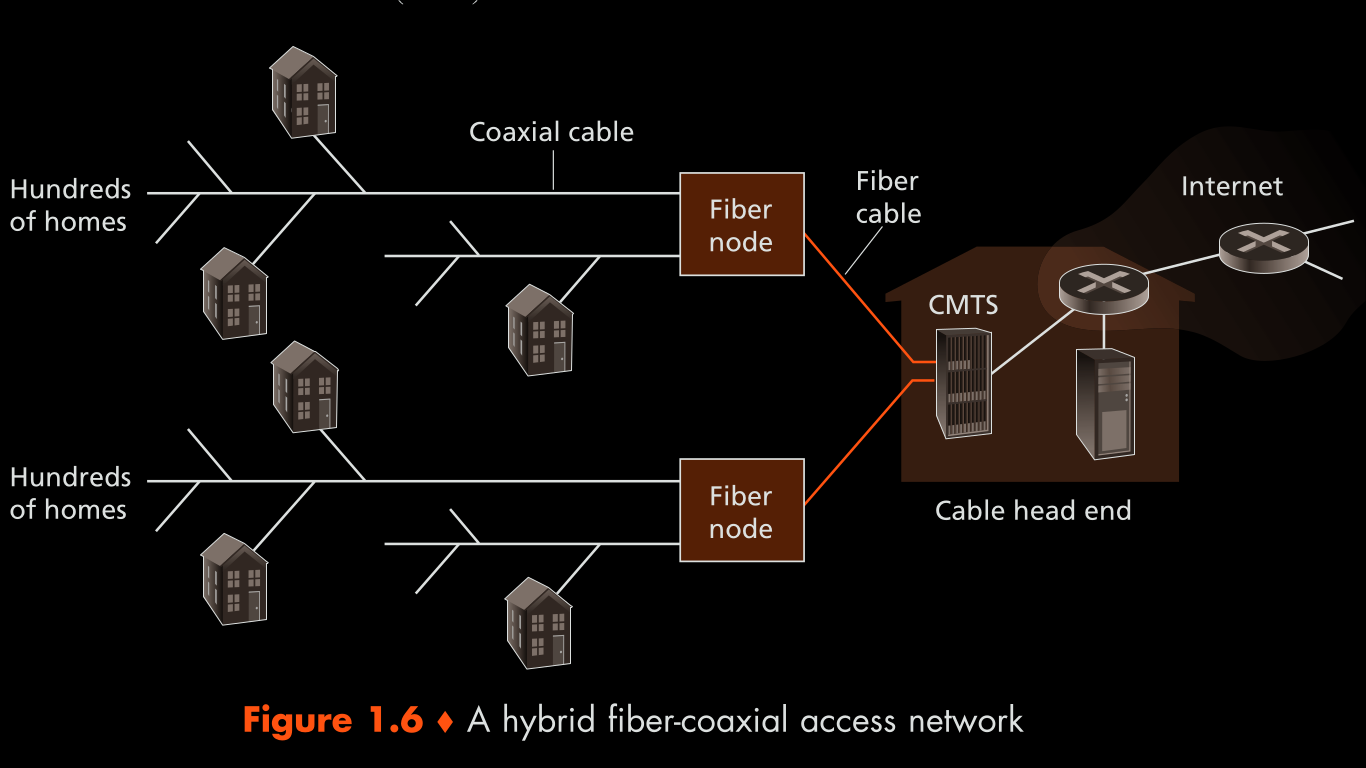 Coaxial cable
Hundreds
of homes
Fiber
node
Fiber
cable
Internet
CMTS
Hundreds
of homes
Fiber
node
Cable head end
Figure 1.6 ♦ A hybrid fiber-coaxial access network